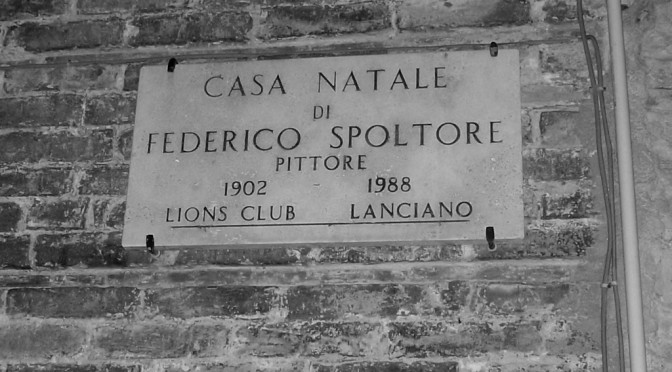 CASA NATALE
DI
FEDERICO SPOLTORE
PITTORE
1902 - 1988
LIONS CLUB LANCIANO